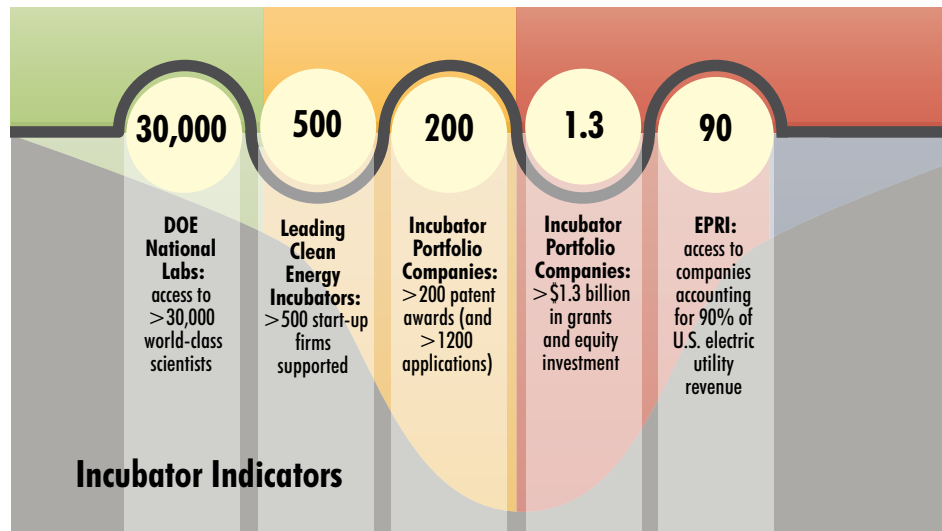 30,000
DOE
National
Labs:
access to
>30,000
world-class
scientists
500
Leading
Clean
Energy
Incubators:
>500 start-up
firms
supported
200
Incubator
Portfolio
Companies:
>200 patent
awards (and
>1200
applications)
1.3
Incubator
Portfolio
Companies:
>$1.3 billion
in grants
and equity
investment
90
EPRI:
access to
companies
accounting
for 90% of
U.S. electric
utility
revenue
Incubator Indicators